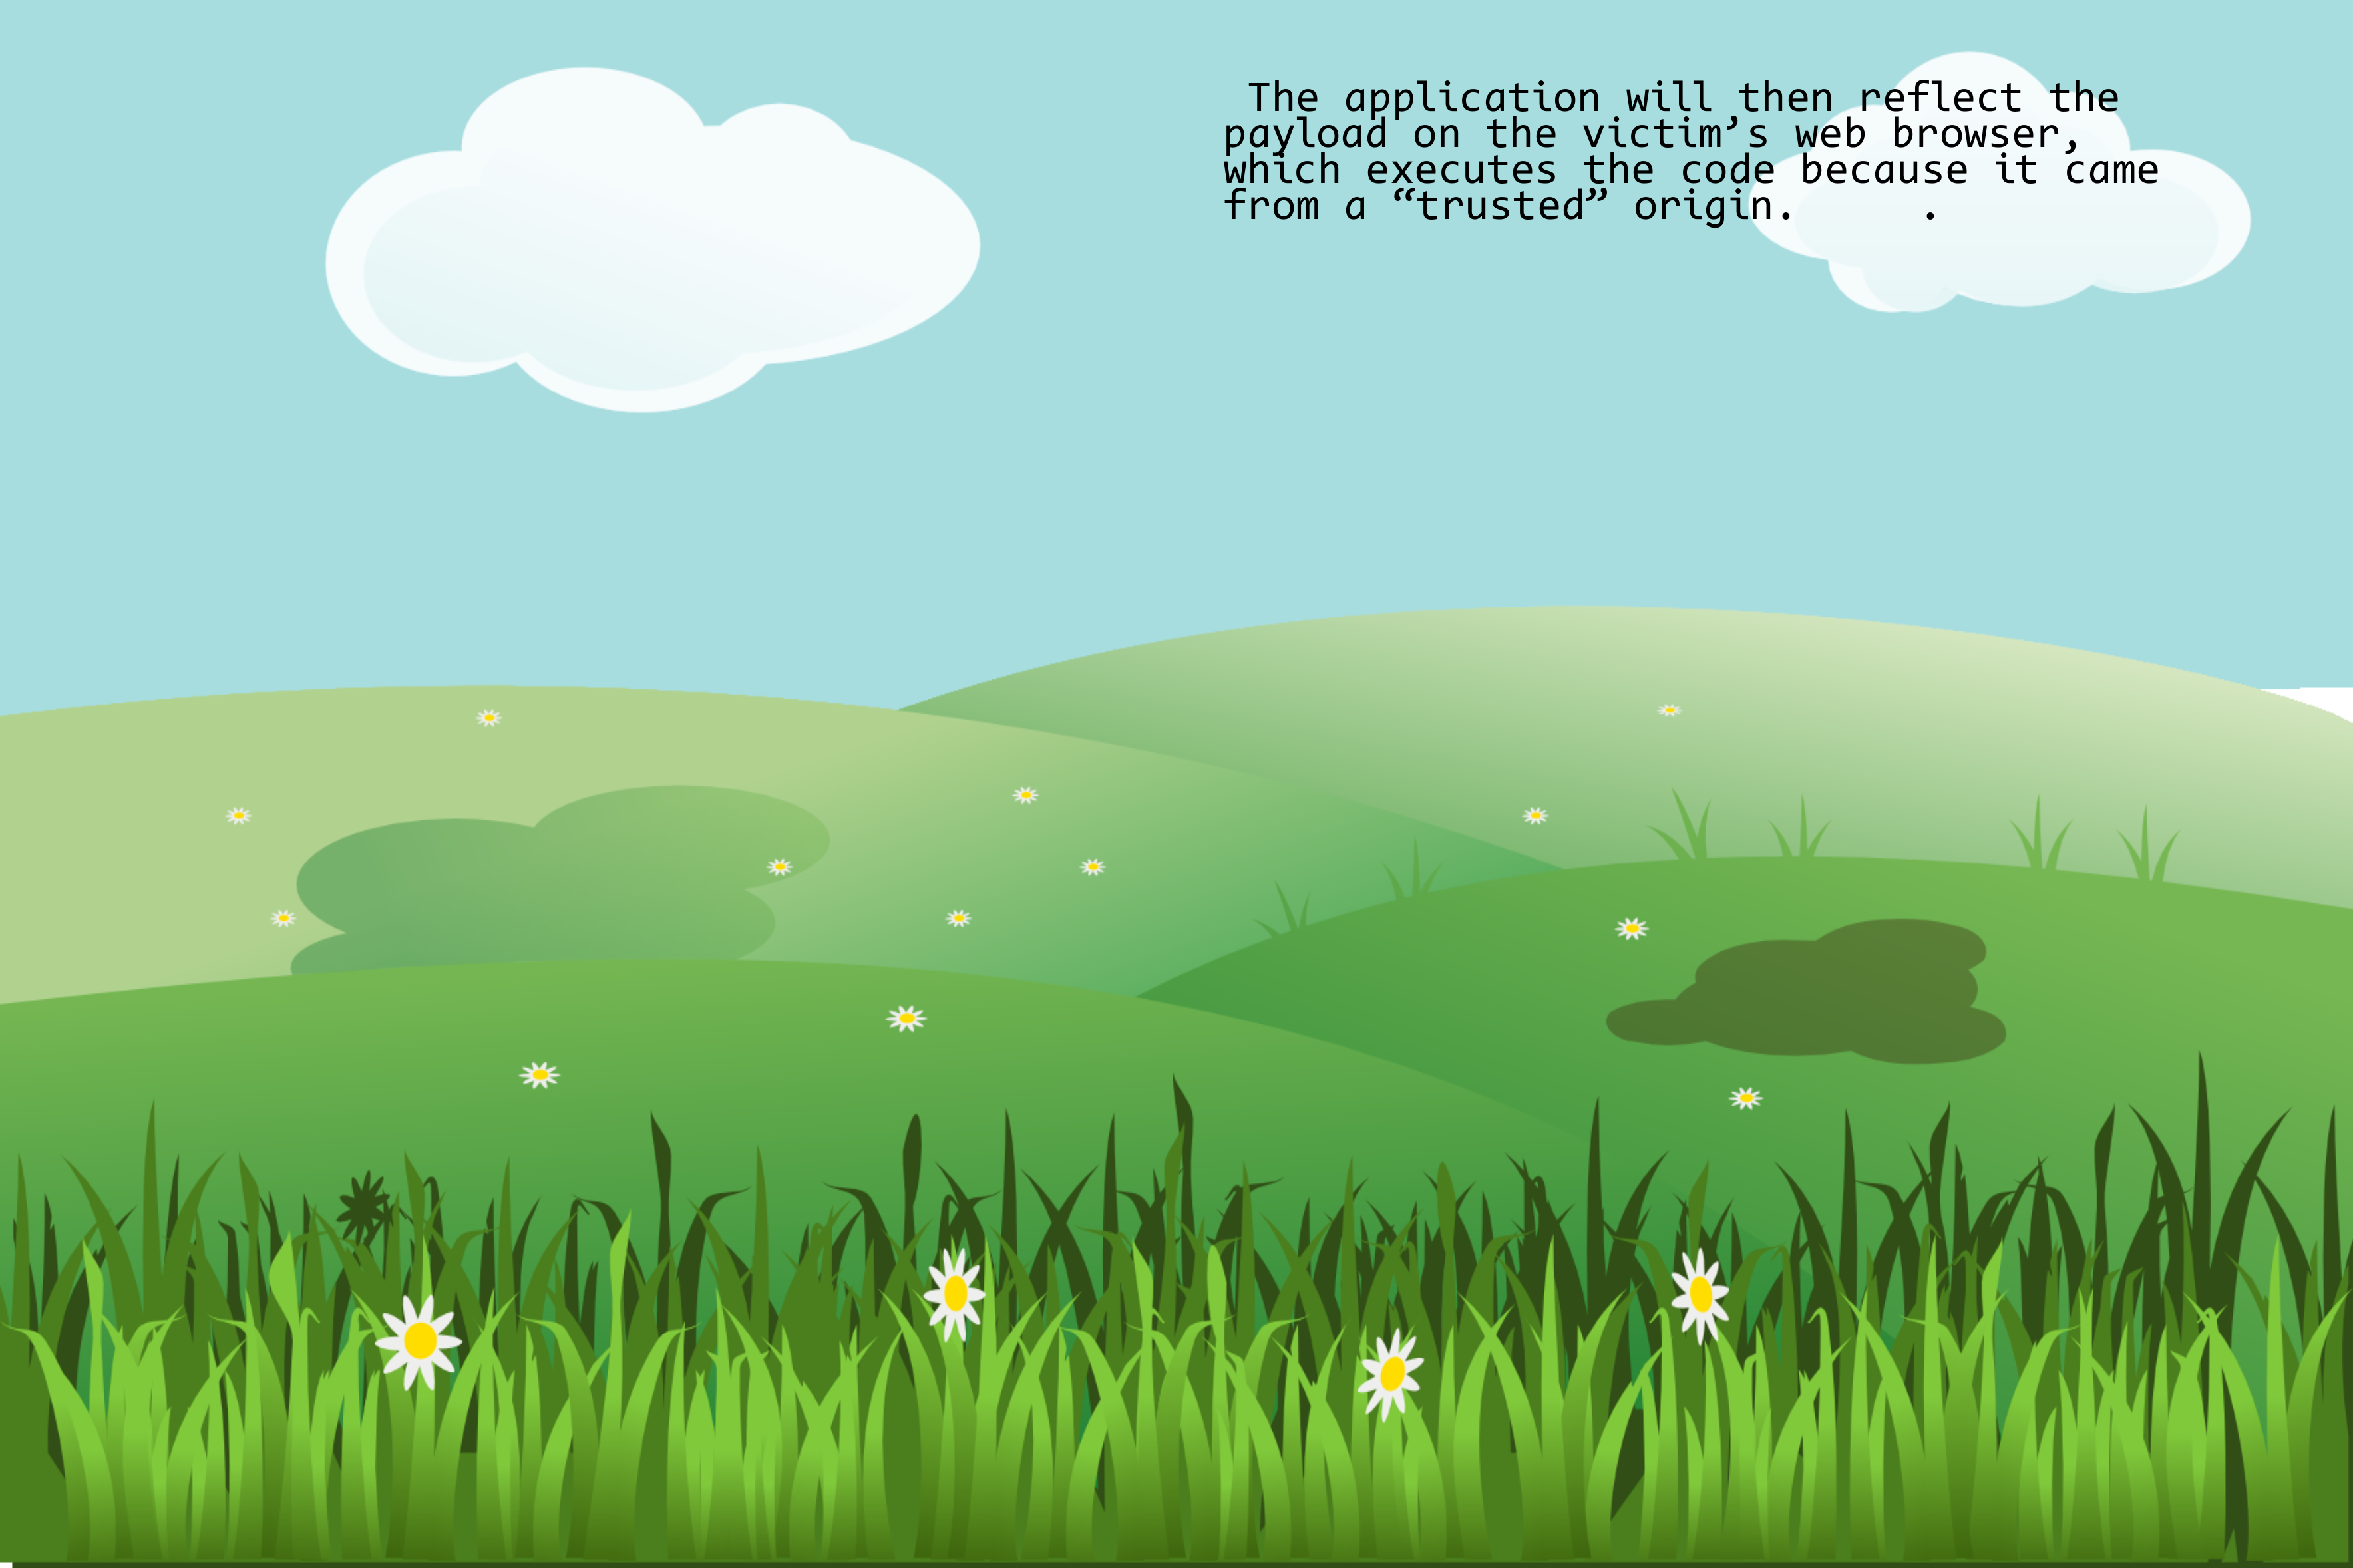 The application will then reflect the
payload on the victim’s web browser,
which executes the code because it came
from a “trusted” origin.      .